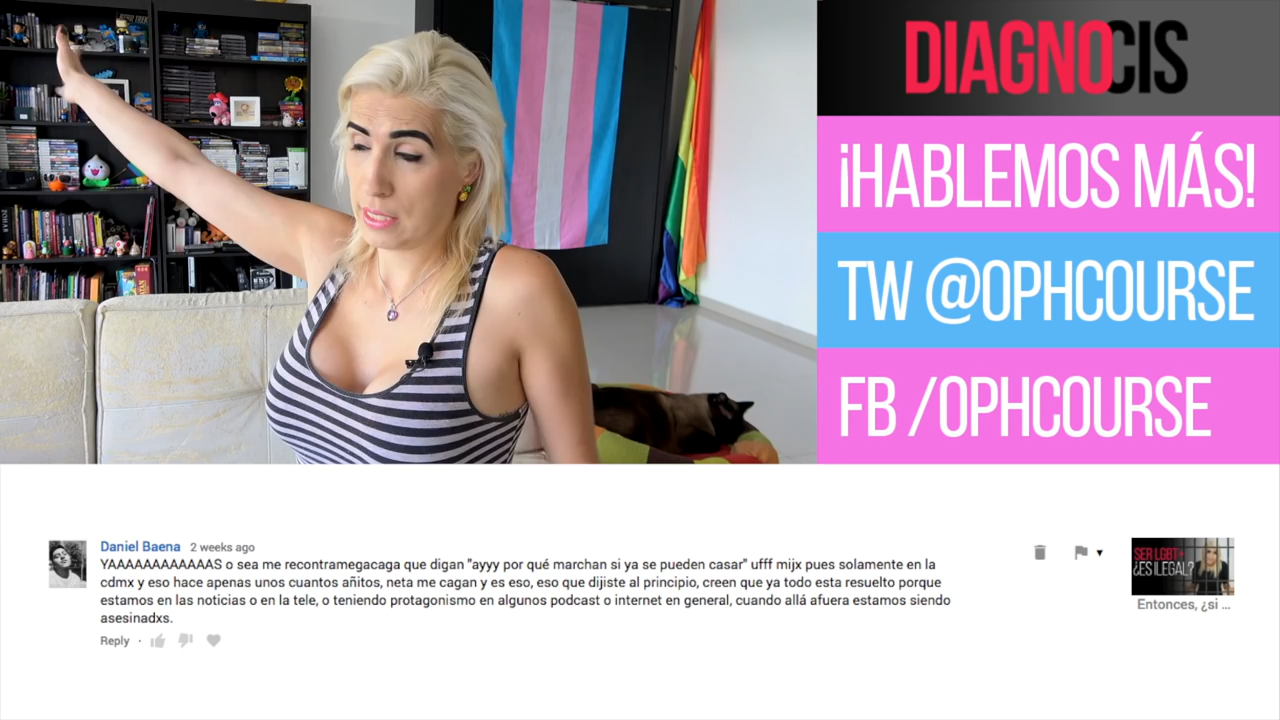 DIAGNOCIS
¡HABLEMOS MÁS!
TW @OPHCOURSE
FB /OPHCOURSE
Daniel Baena 2 weeks ago
YAAAAAAAAAAAAS o sea me recontramegacaga que digan "ayyy por qué marchan si ya se pueden casar" ufff mijx pues solamente en la
cdmx y eso hace apenas unos cuantos añitos, neta me cagan y es eso, eso que dijiste al principio, creen que ya todo esta resuelto porque
estamos en las noticias o en la tele, o teniendo protagonismo en algunos podcast o internet en general, cuando allá afuera estamos siendo
asesinadxs.
Reply ·
SER LGBT+
¿ES ILEGAL?
Entonces, ¿si ...